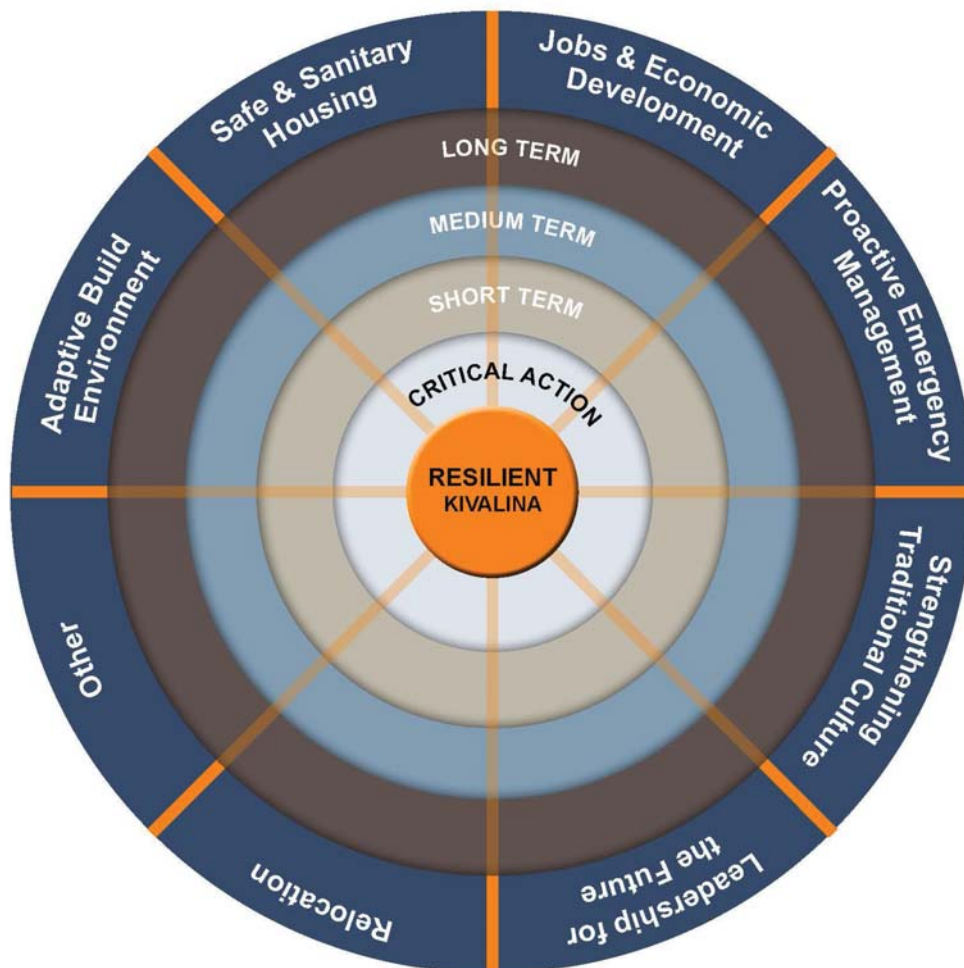 Safe & Sanitary
Housing
Jobs & Economic
Development
Proactive Emergency
Management
Strengthening
Traditional Culture
Leadership for
the Future
Relocation
Other
Adaptive Build
Environment
LONG TERM
MEDIUM TERM
SHORT TERM
CRITICAL ACTION
RESILIENT
KIVALINA